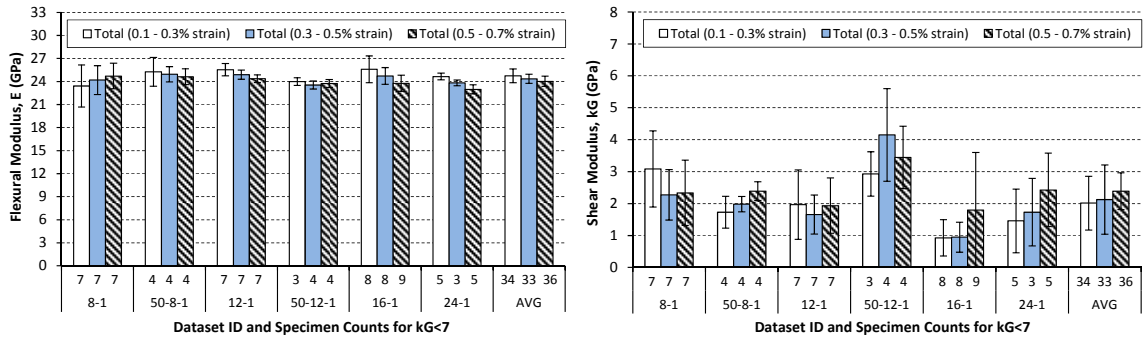 33
30
27
24
21
18
15
12
9
6
3
0
Flexural Modulus, E (GPa)
Total (0.1 - 0.3% strain) Total (0.3 - 0.5% strain) Total (0.5 - 0.7% strain)
7 7 7 4 4 4 7 7 7 3 4 4 8 8 9 5 3 5 34 33 36
8-1 50-8-1 12-1 50-12-1 16-1 24-1 AVG
Dataset ID and Specimen Counts for kG<7
8
7
6
5
4
3
2
1
0
Shear Modulus, kG (GPa)
Total (0.1 - 0.3% strain) Total (0.3 - 0.5% strain) Total (0.5 - 0.7% strain)
7 7 7 4 4 4 7 7 7 3 4 4 8 8 9 5 3 5 34 33 36
8-1 50-8-1 12-1 50-12-1 16-1 24-1 AVG
Dataset ID and Specimen Counts for kG<7